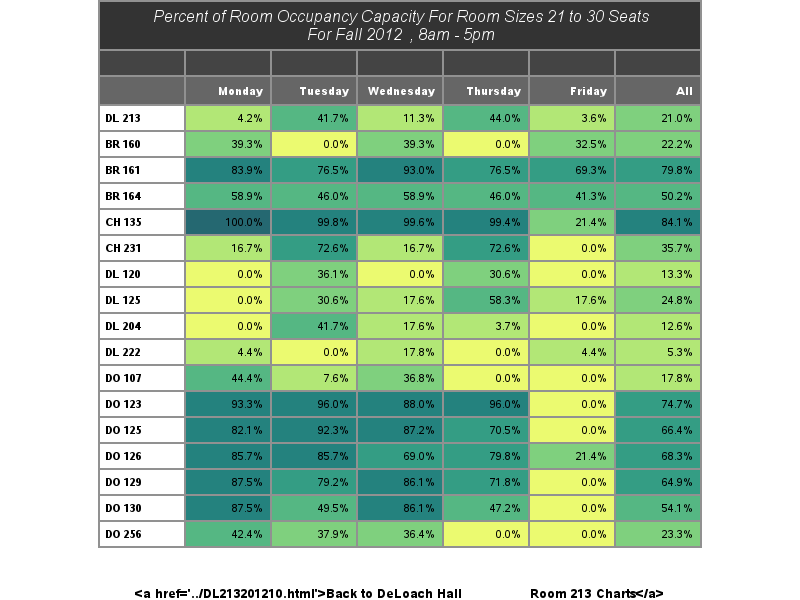 Percent of Room Occupancy Capacity For Room Sizes 21 to 30 Seats
For Fall 2012 , 8am - 5pm
Monday Tuesday Wednesday Thursday Friday All
DL 213 4.2% 41.7% 11.3% 44.0% 3.6% 21.0%
BR 160 39.3% 0.0% 39.3% 0.0% 32.5% 22.2%
BR 161 83.9% 76.5% 93.0% 76.5% 69.3% 79.8%
BR 164 58.9% 46.0% 58.9% 46.0% 41.3% 50.2%
CH 135 100.0% 99.8% 99.6% 99.4% 21.4% 84.1%
CH 231 16.7% 72.6% 16.7% 72.6% 0.0% 35.7%
DL 120 0.0% 36.1% 0.0% 30.6% 0.0% 13.3%
DL 125 0.0% 30.6% 17.6% 58.3% 17.6% 24.8%
DL 204 0.0% 41.7% 17.6% 3.7% 0.0% 12.6%
DL 222 4.4% 0.0% 17.8% 0.0% 4.4% 5.3%
DO 107 44.4% 7.6% 36.8% 0.0% 0.0% 17.8%
DO 123 93.3% 96.0% 88.0% 96.0% 0.0% 74.7%
DO 125 82.1% 92.3% 87.2% 70.5% 0.0% 66.4%
DO 126 85.7% 85.7% 69.0% 79.8% 21.4% 68.3%
DO 129 87.5% 79.2% 86.1% 71.8% 0.0% 64.9%
DO 130 87.5% 49.5% 86.1% 47.2% 0.0% 54.1%
DO 256 42.4% 37.9% 36.4% 0.0% 0.0% 23.3%
<a href='../DL213201210.html'>Back to DeLoach Hall Room 213 Charts</a>